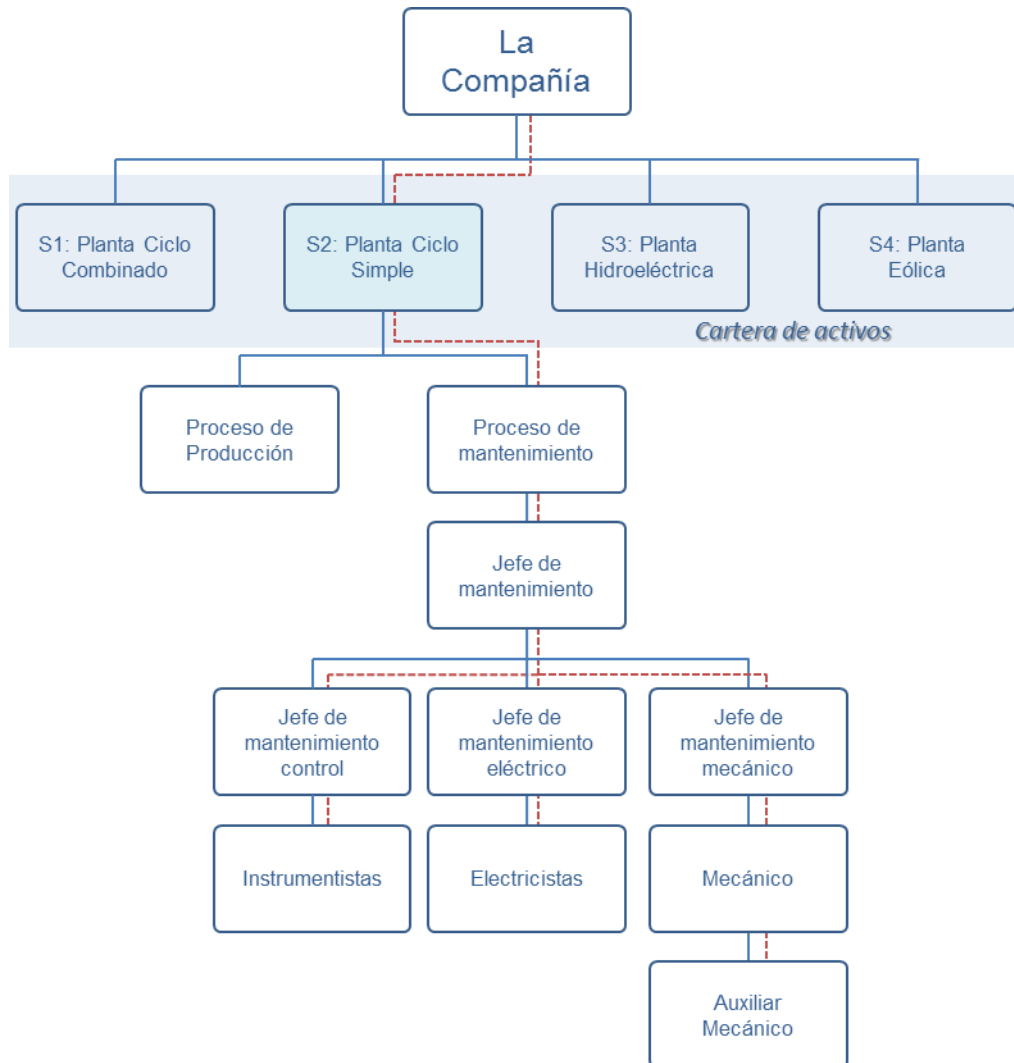 La
Compañía
S1: Planta Ciclo
Combinado
S2: Planta Ciclo
Simple
S3: Planta
Hidroeléctrica
S4: Planta
Eólica
Cartera de activos
Proceso de
Producción
Proceso de
mantenimiento
Jefe de
mantenimiento
Jefe de
mantenimiento
control
Jefe de
mantenimiento
eléctrico
Jefe de
mantenimiento
mecánico
Instrumentistas
Electricistas
Mecánico
Auxiliar
Mecánico